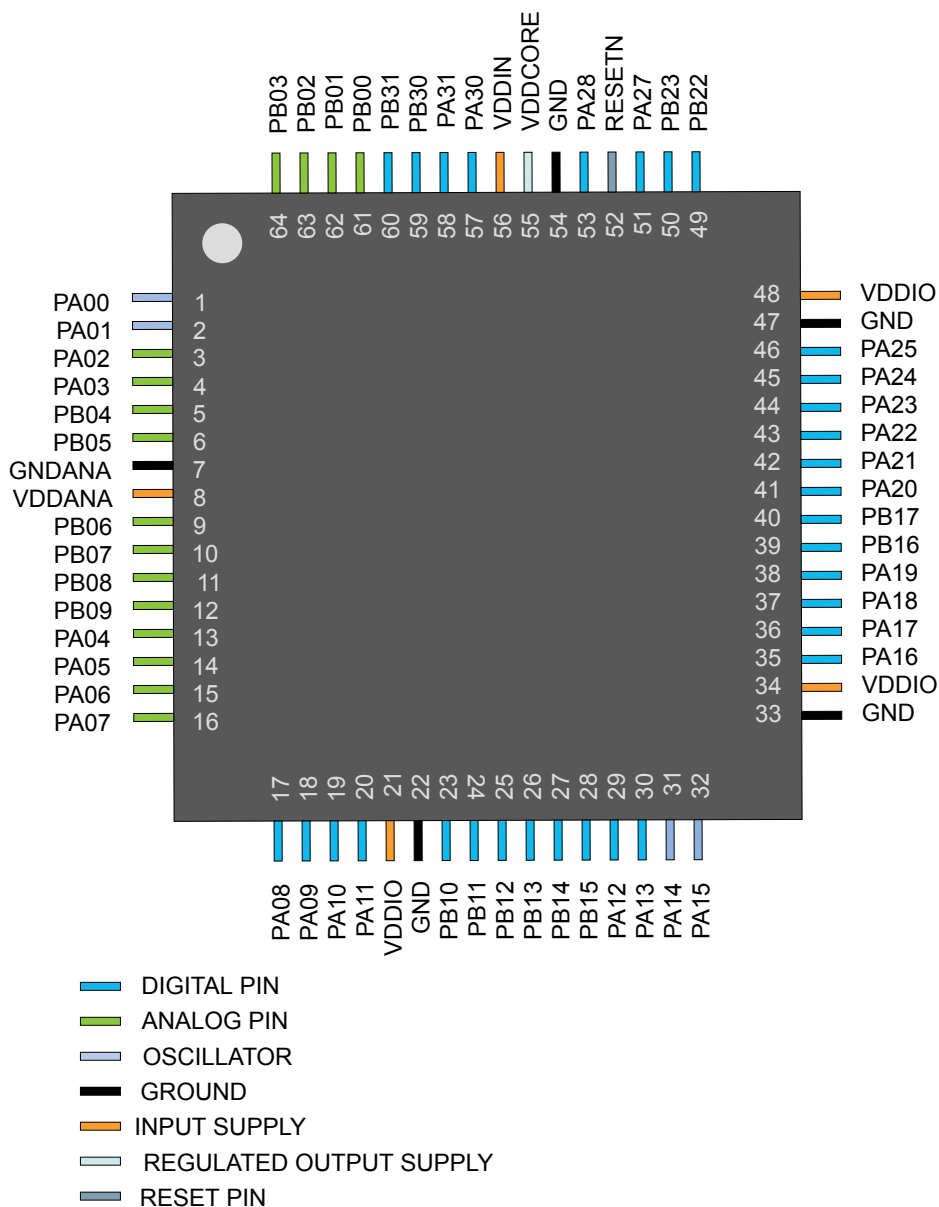 PB03
PB02
PB01
PB00
PB31
PB30
PA31
PA30
VDDIN
VDDCORE
GND
PA28
RESETN
PA27
PB23
PB22
64
63
62
61
60
59
58
57
56
55
54
53
52
51
50
49
PA00 1
PA01 2
PA02 3
PA03 4
PB04 5
PB05 6
GNDANA 7
VDDANA 8
PB06 9
PB07 10
PB08 11
PB09 12
PA04 13
PA05 14
PA06 15
PA07 16
48 VDDIO
47 GND
46 PA25
45 PA24
44 PA23
43 PA22
42 PA21
41 PA20
40 PB17
39 PB16
38 PA19
37 PA18
36 PA17
35 PA16
34 VDDIO
33 GND
17
18
19
20
21
22
23
24
25
26
27
28
29
30
31
32
PA08
PA09
PA10
PA11
VDDIO
GND
PB10
PB11
PB12
PB13
PB14
PB15
PA12
PA13
PA14
PA15
DIGITAL PIN
ANALOG PIN
OSCILLATOR
GROUND
INPUT SUPPLY
REGULATED OUTPUT SUPPLY
RESET PIN